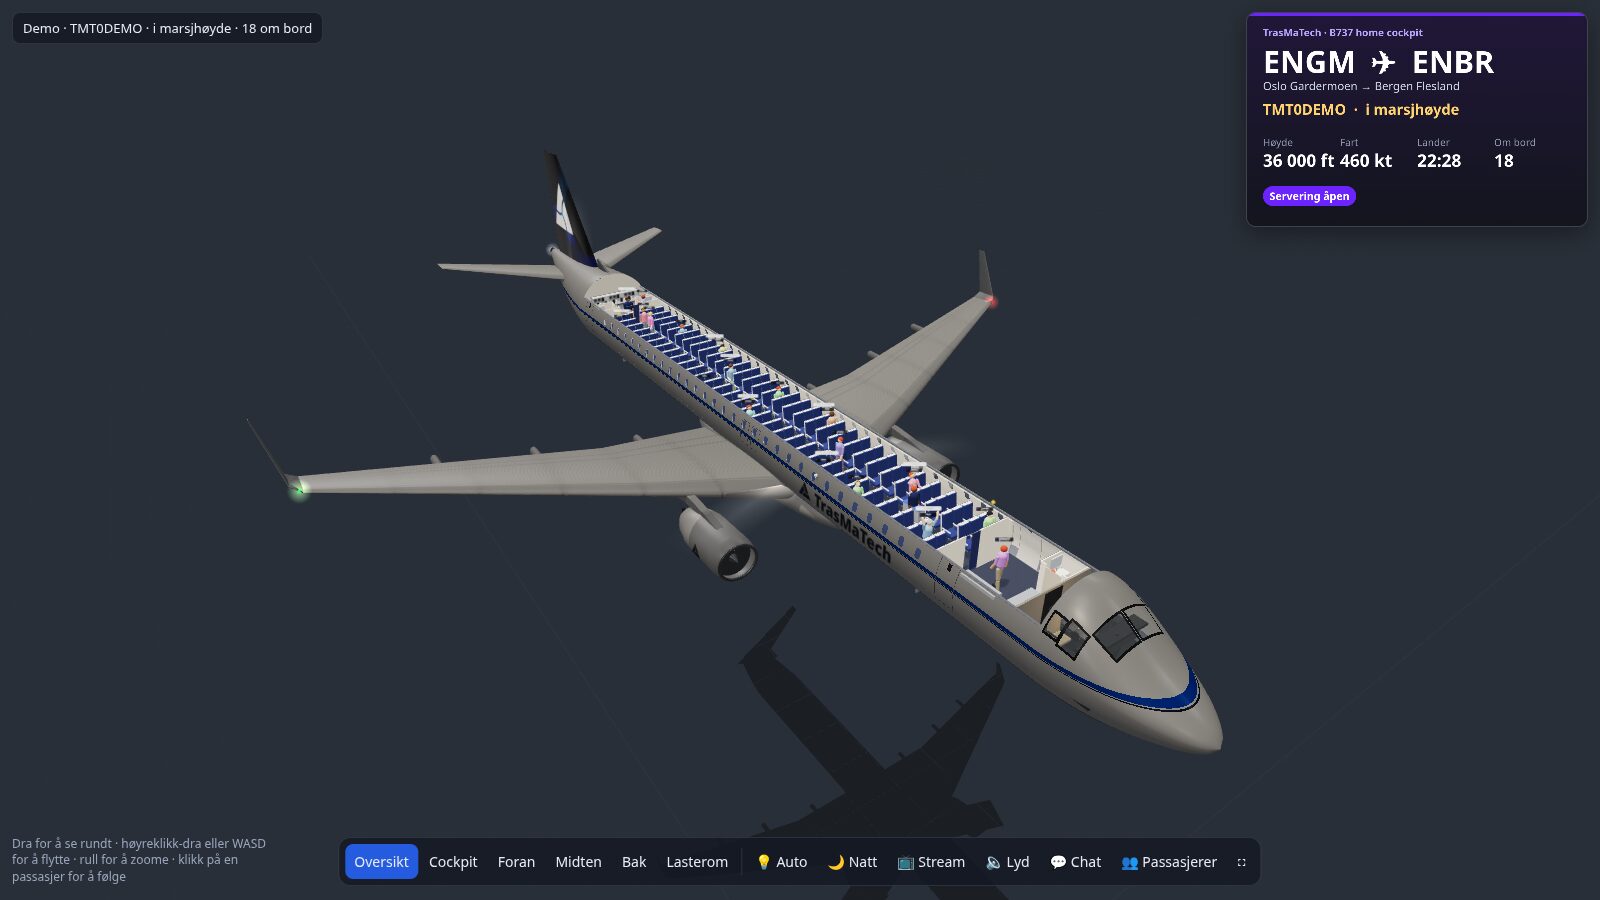 Demo · TMT0DEMO · i marsjhøyde · 18 om bord
TrasMaTech · B737 home cockpit
ENGM ✈ ENBR
Oslo Gardermoen → Bergen Flesland
TMT0DEMO · i marsjhøyde
Høyde Fart Lander Om bord
36 000 ft 460 kt 22:28 18
Servering åpen
TrasMaTech
Dra for å se rundt · høyreklikk-dra eller WASD
for å flytte · rull for å zoome · klikk på en
passasjer for å følge
Oversikt Cockpit Foran Midten Bak Lasterom 💡 Auto 🌙 Natt 📺 Stream 🔈 Lyd 💬 Chat 👥 Passasjerer